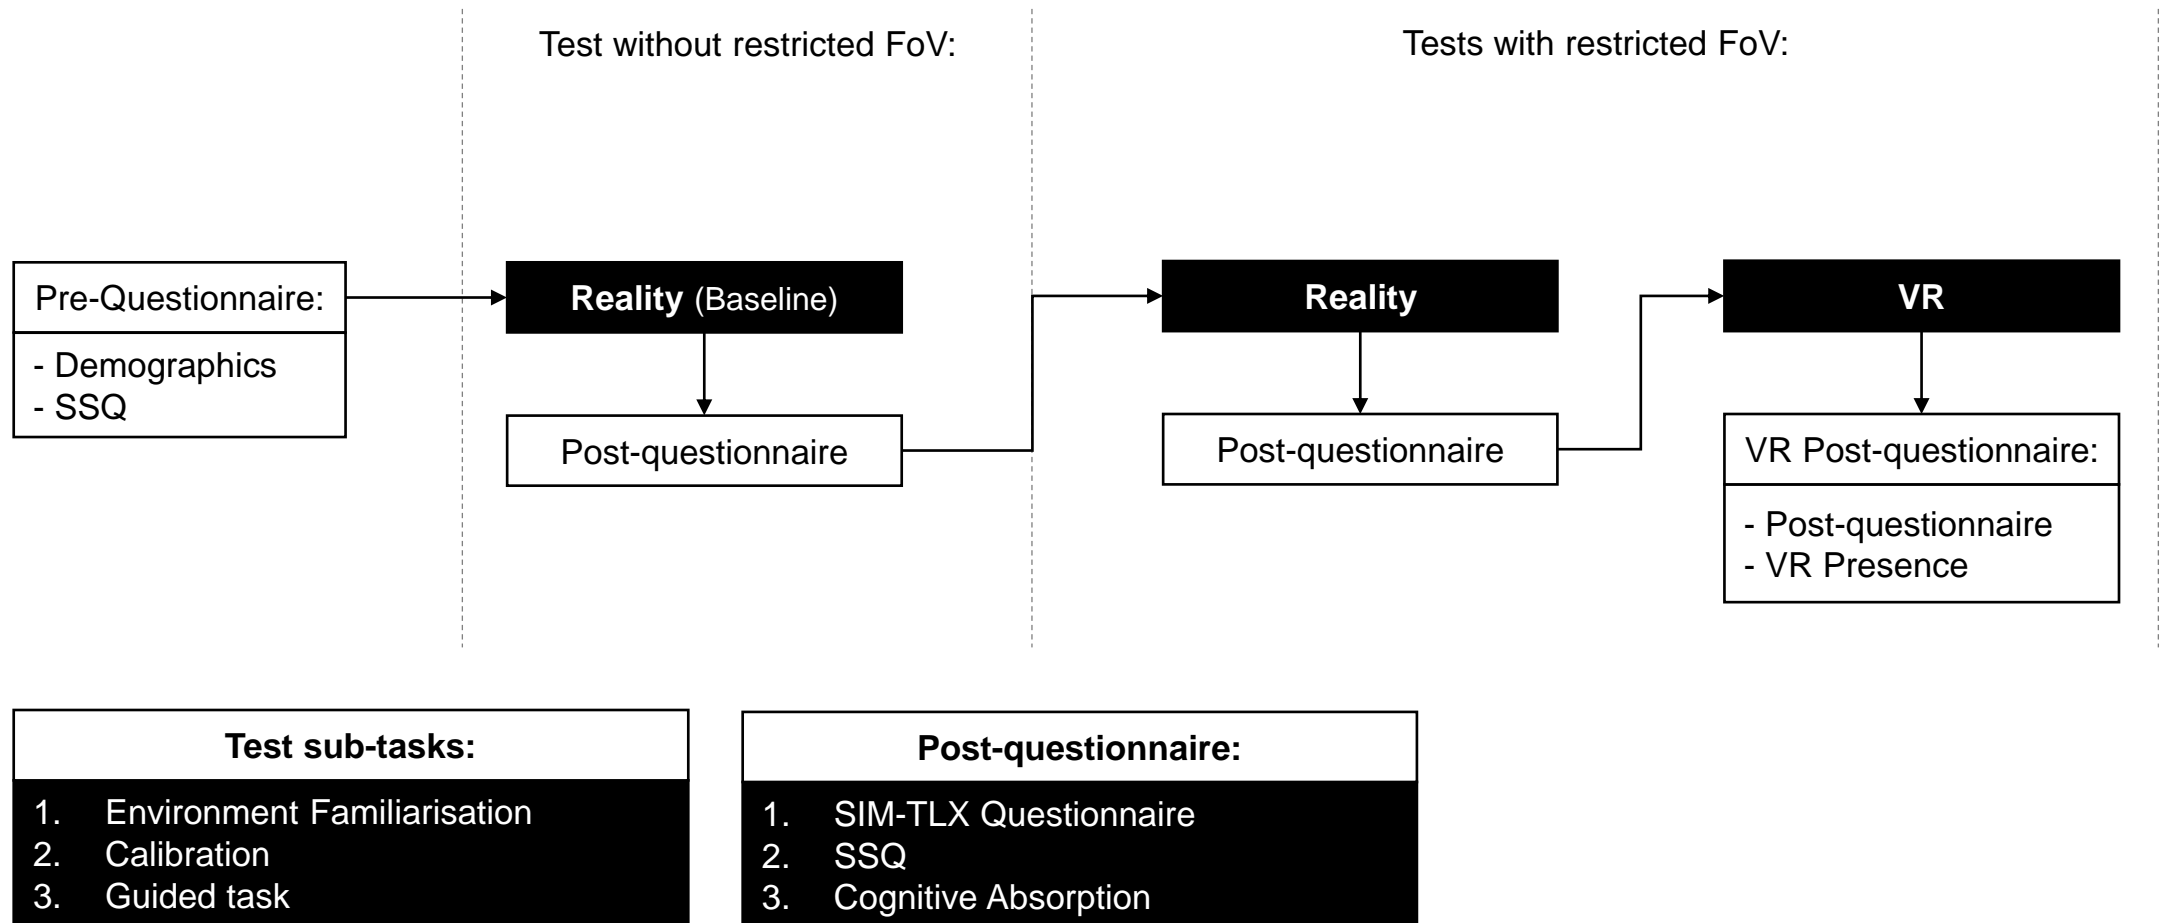 Test without restricted FoV:
Tests with restricted FoV:
Pre-Questionnaire:
- Demographics
- SSQ
Reality (Baseline)
Post-questionnaire
Reality
Post-questionnaire
VR
VR Post-questionnaire:
- Post-questionnaire
- VR Presence
Test sub-tasks:
1. Environment Familiarisation
2. Calibration
3. Guided task
Post-questionnaire:
1. SIM-TLX Questionnaire
2. SSQ
3. Cognitive Absorption